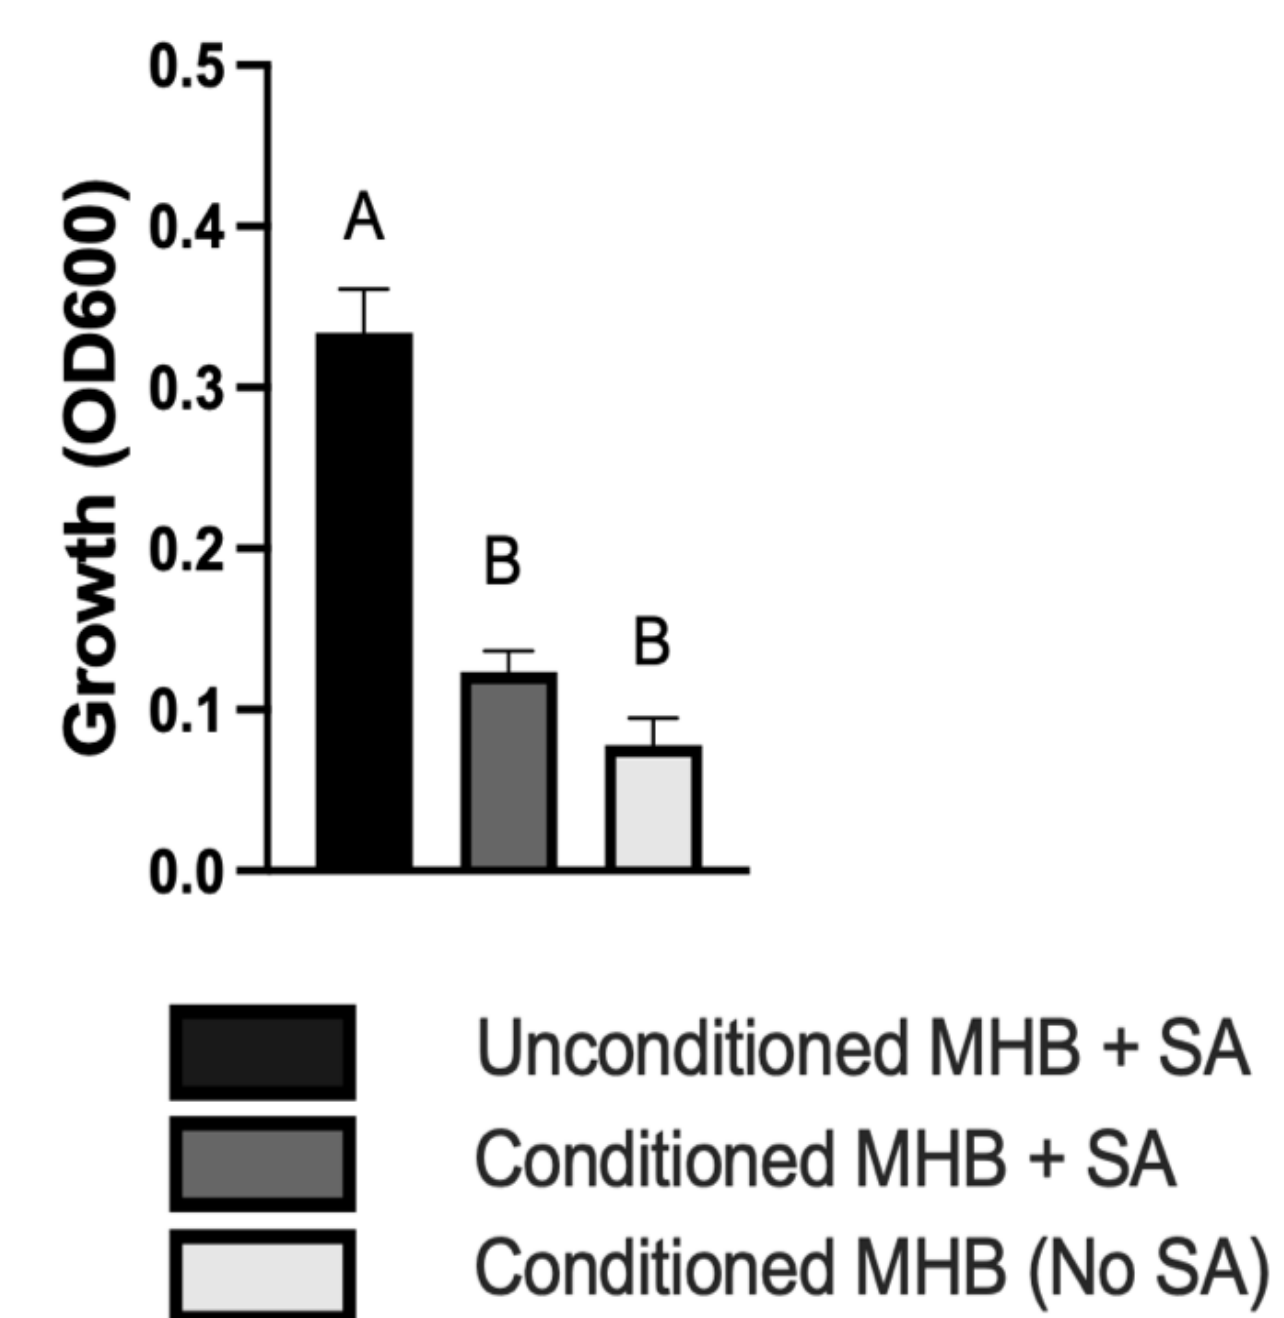 Growth (OD600)
0.5
0.4
0.3
0.2
0.1
0.0
A
B
B
Unconditioned MHB + SA
Conditioned MHB + SA
Conditioned MHB (No SA)